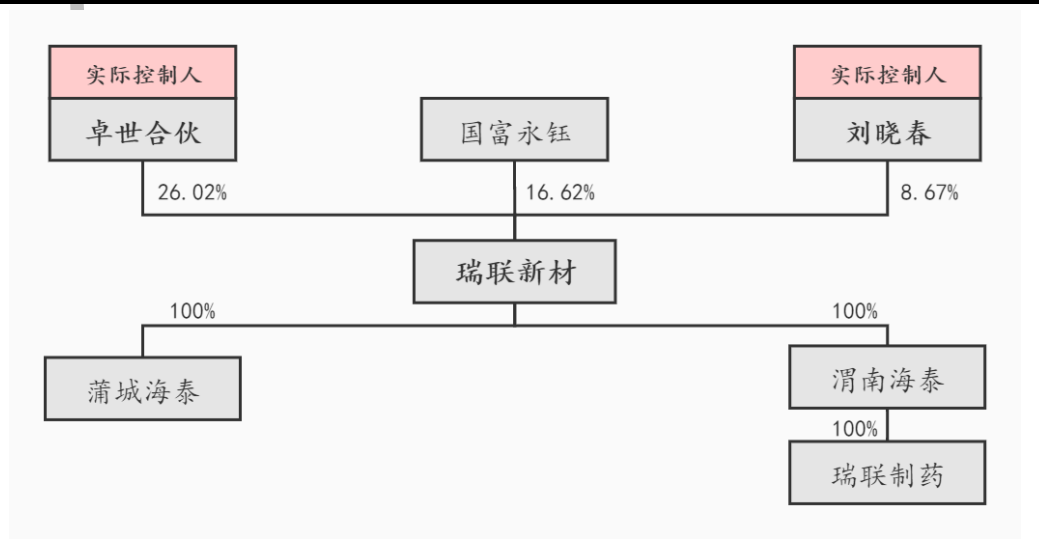 实际控制人
卓世合伙
国富永钰
实际控制人
刘晓春
26.02%
16.62%
8.67%
瑞联新材
100%
100%
蒲城海泰
渭南海泰
100%
瑞联制药